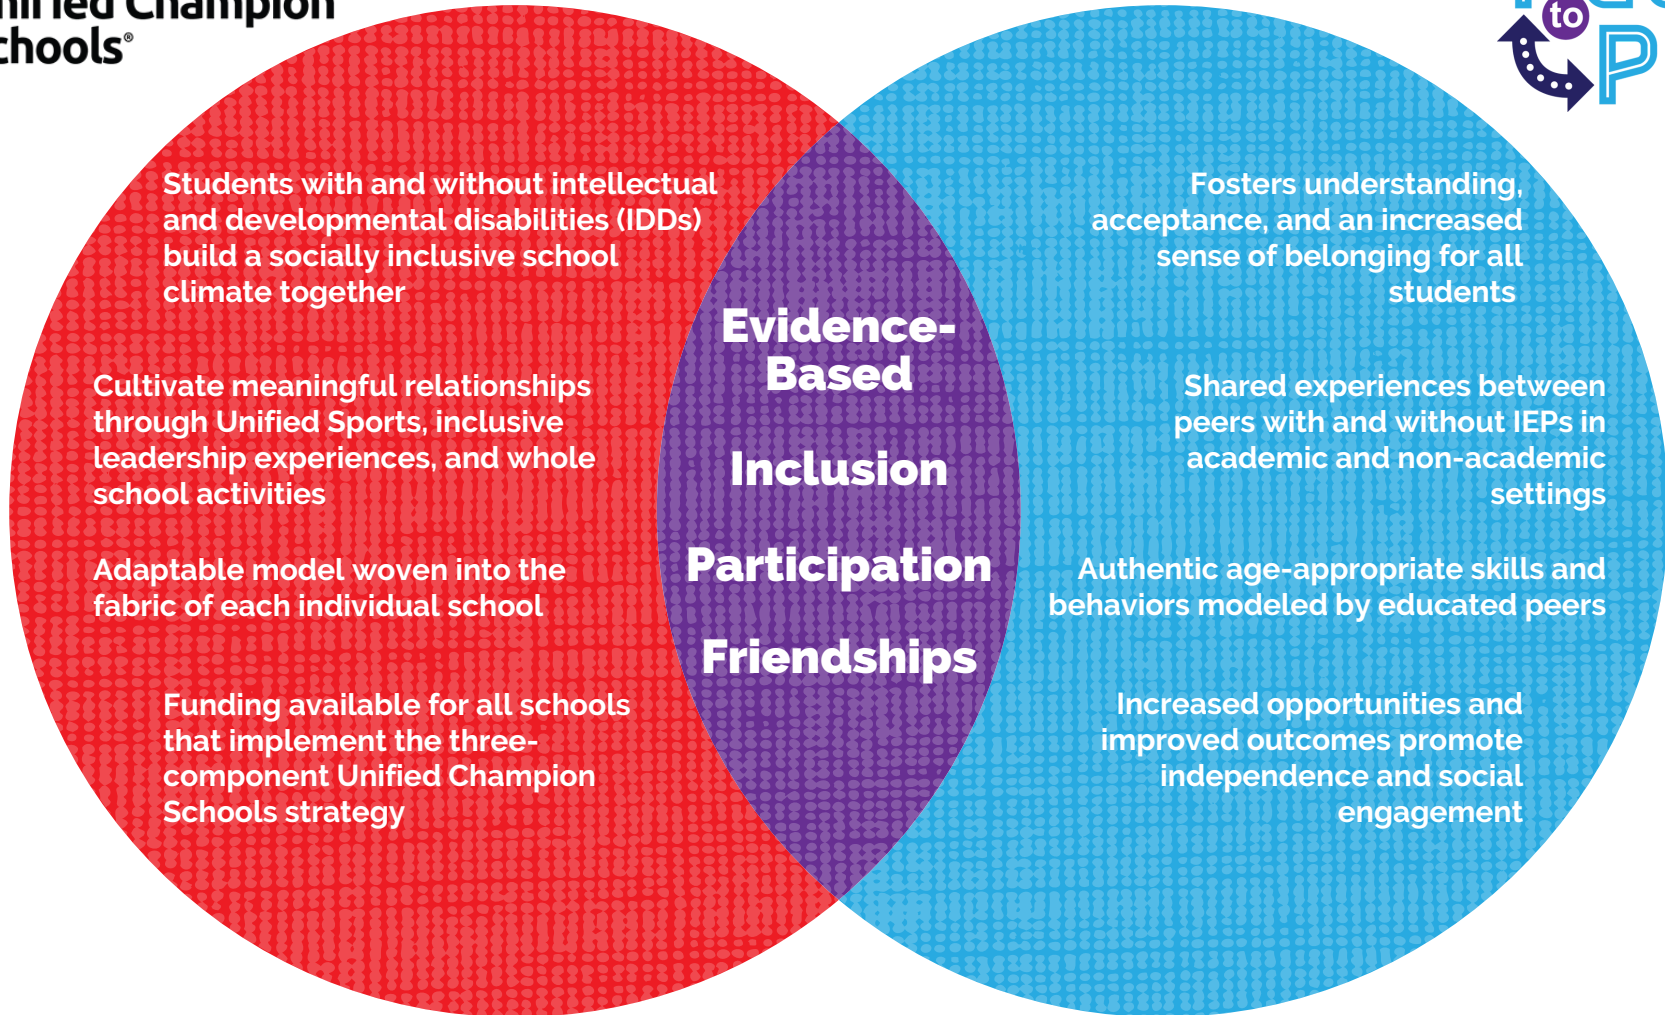 Champion
chools®
to
P
Students with and without intellectual
and developmental disabilities (IDDs)
build a socially inclusive school
climate together
Cultivate meaningful relationships
through Unified Sports, inclusive
leadership experiences, and whole
school activities
Adaptable model woven into the
fabric of each individual school
Funding available for all schools
that implement the three-
component Unified Champion
Schools strategy
Evidence-
Based
Inclusion
Participation
Friendships
Fosters understanding,
acceptance, and an increased
sense of belonging for all
students
Shared experiences between
peers with and without IEPs in
academic and non-academic
settings
Authentic age-appropriate skills and
behaviors modeled by educated peers
Increased opportunities and
improved outcomes promote
independence and social
engagement